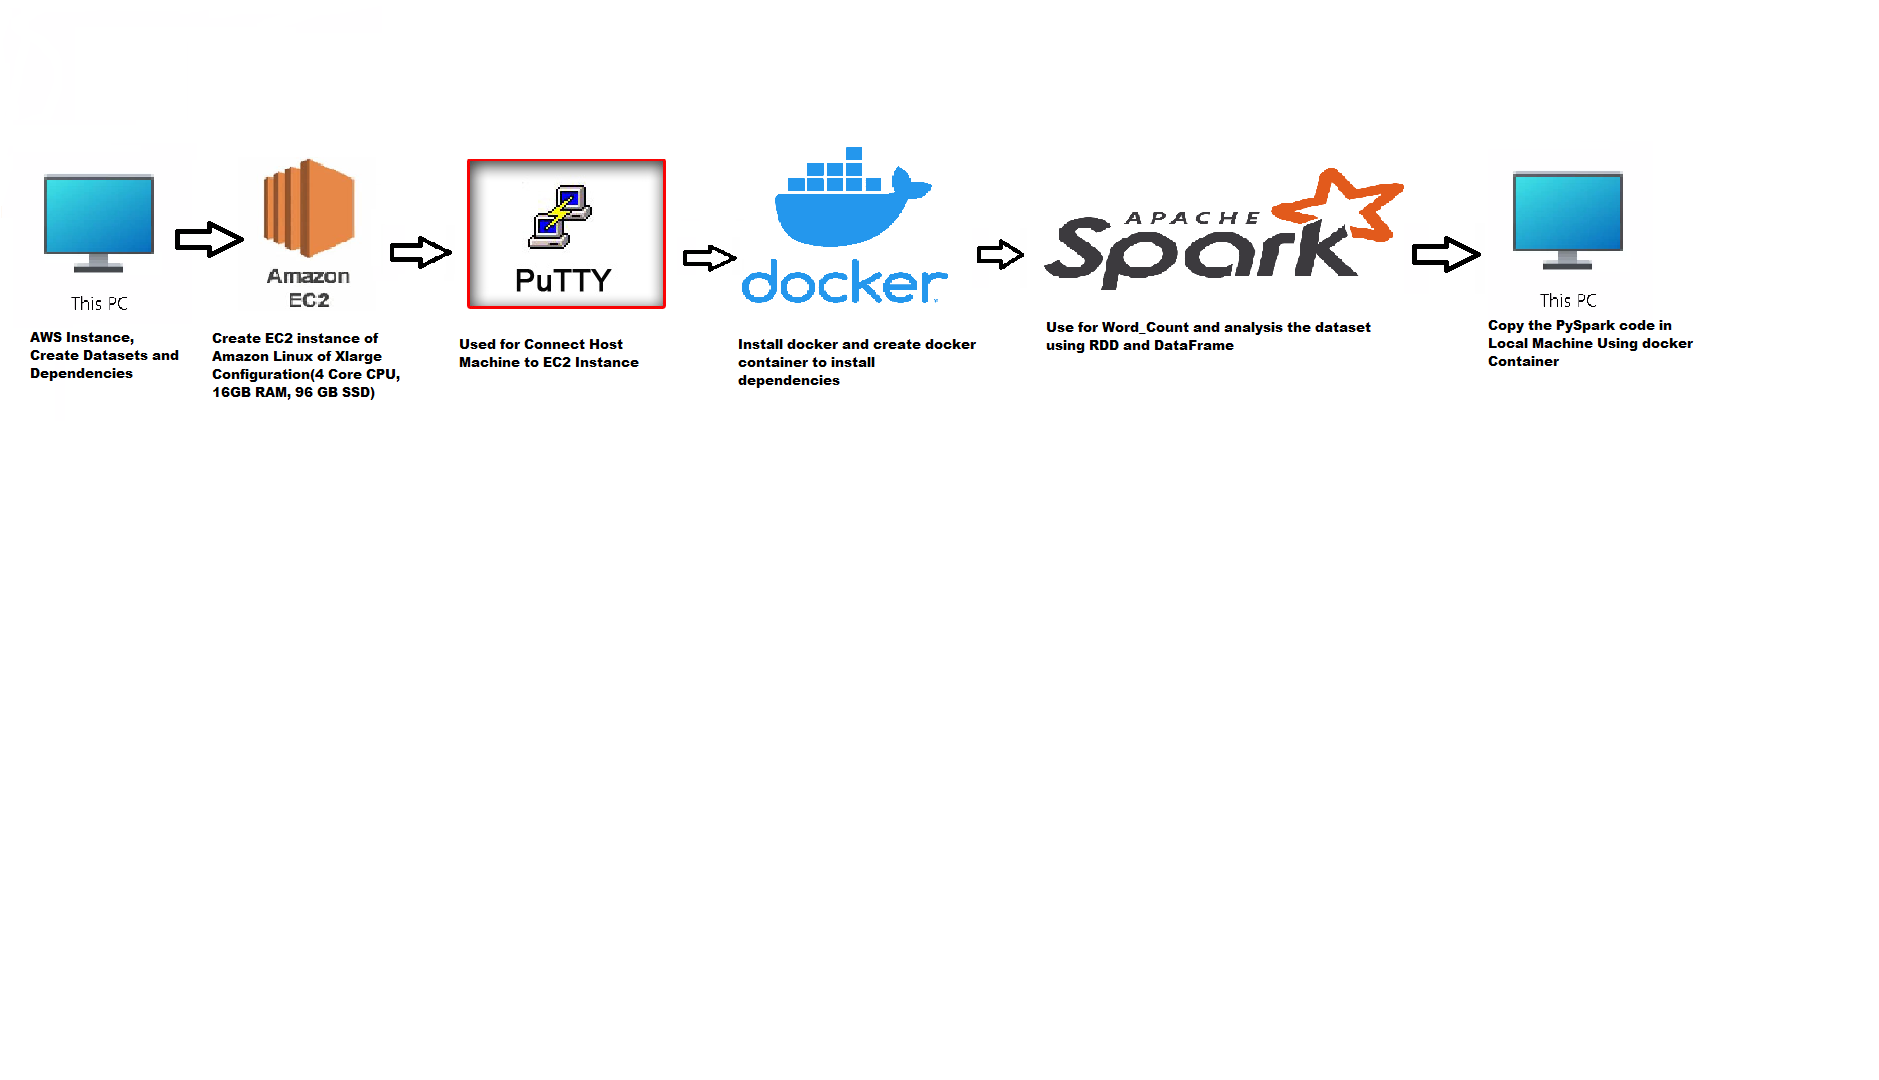 This PC
AWS Instance,
Create Datasets and
Dependencies
Amazon
EC2
Create EC2 instance of
Amazon Linux of Xlarge
Configuration(4 Core CPU,
16GB RAM, 96 GB SSD)
PuTTY
Used for Connect Host
Machine to EC2 Instance
docker
Install docker and create docker
container to install
dependencies
APACHE
Spark
Use for Word_Count and analysis the dataset
using RDD and DataFrame
This PC
Copy the PySpark code in
Local Machine Using docker
Container